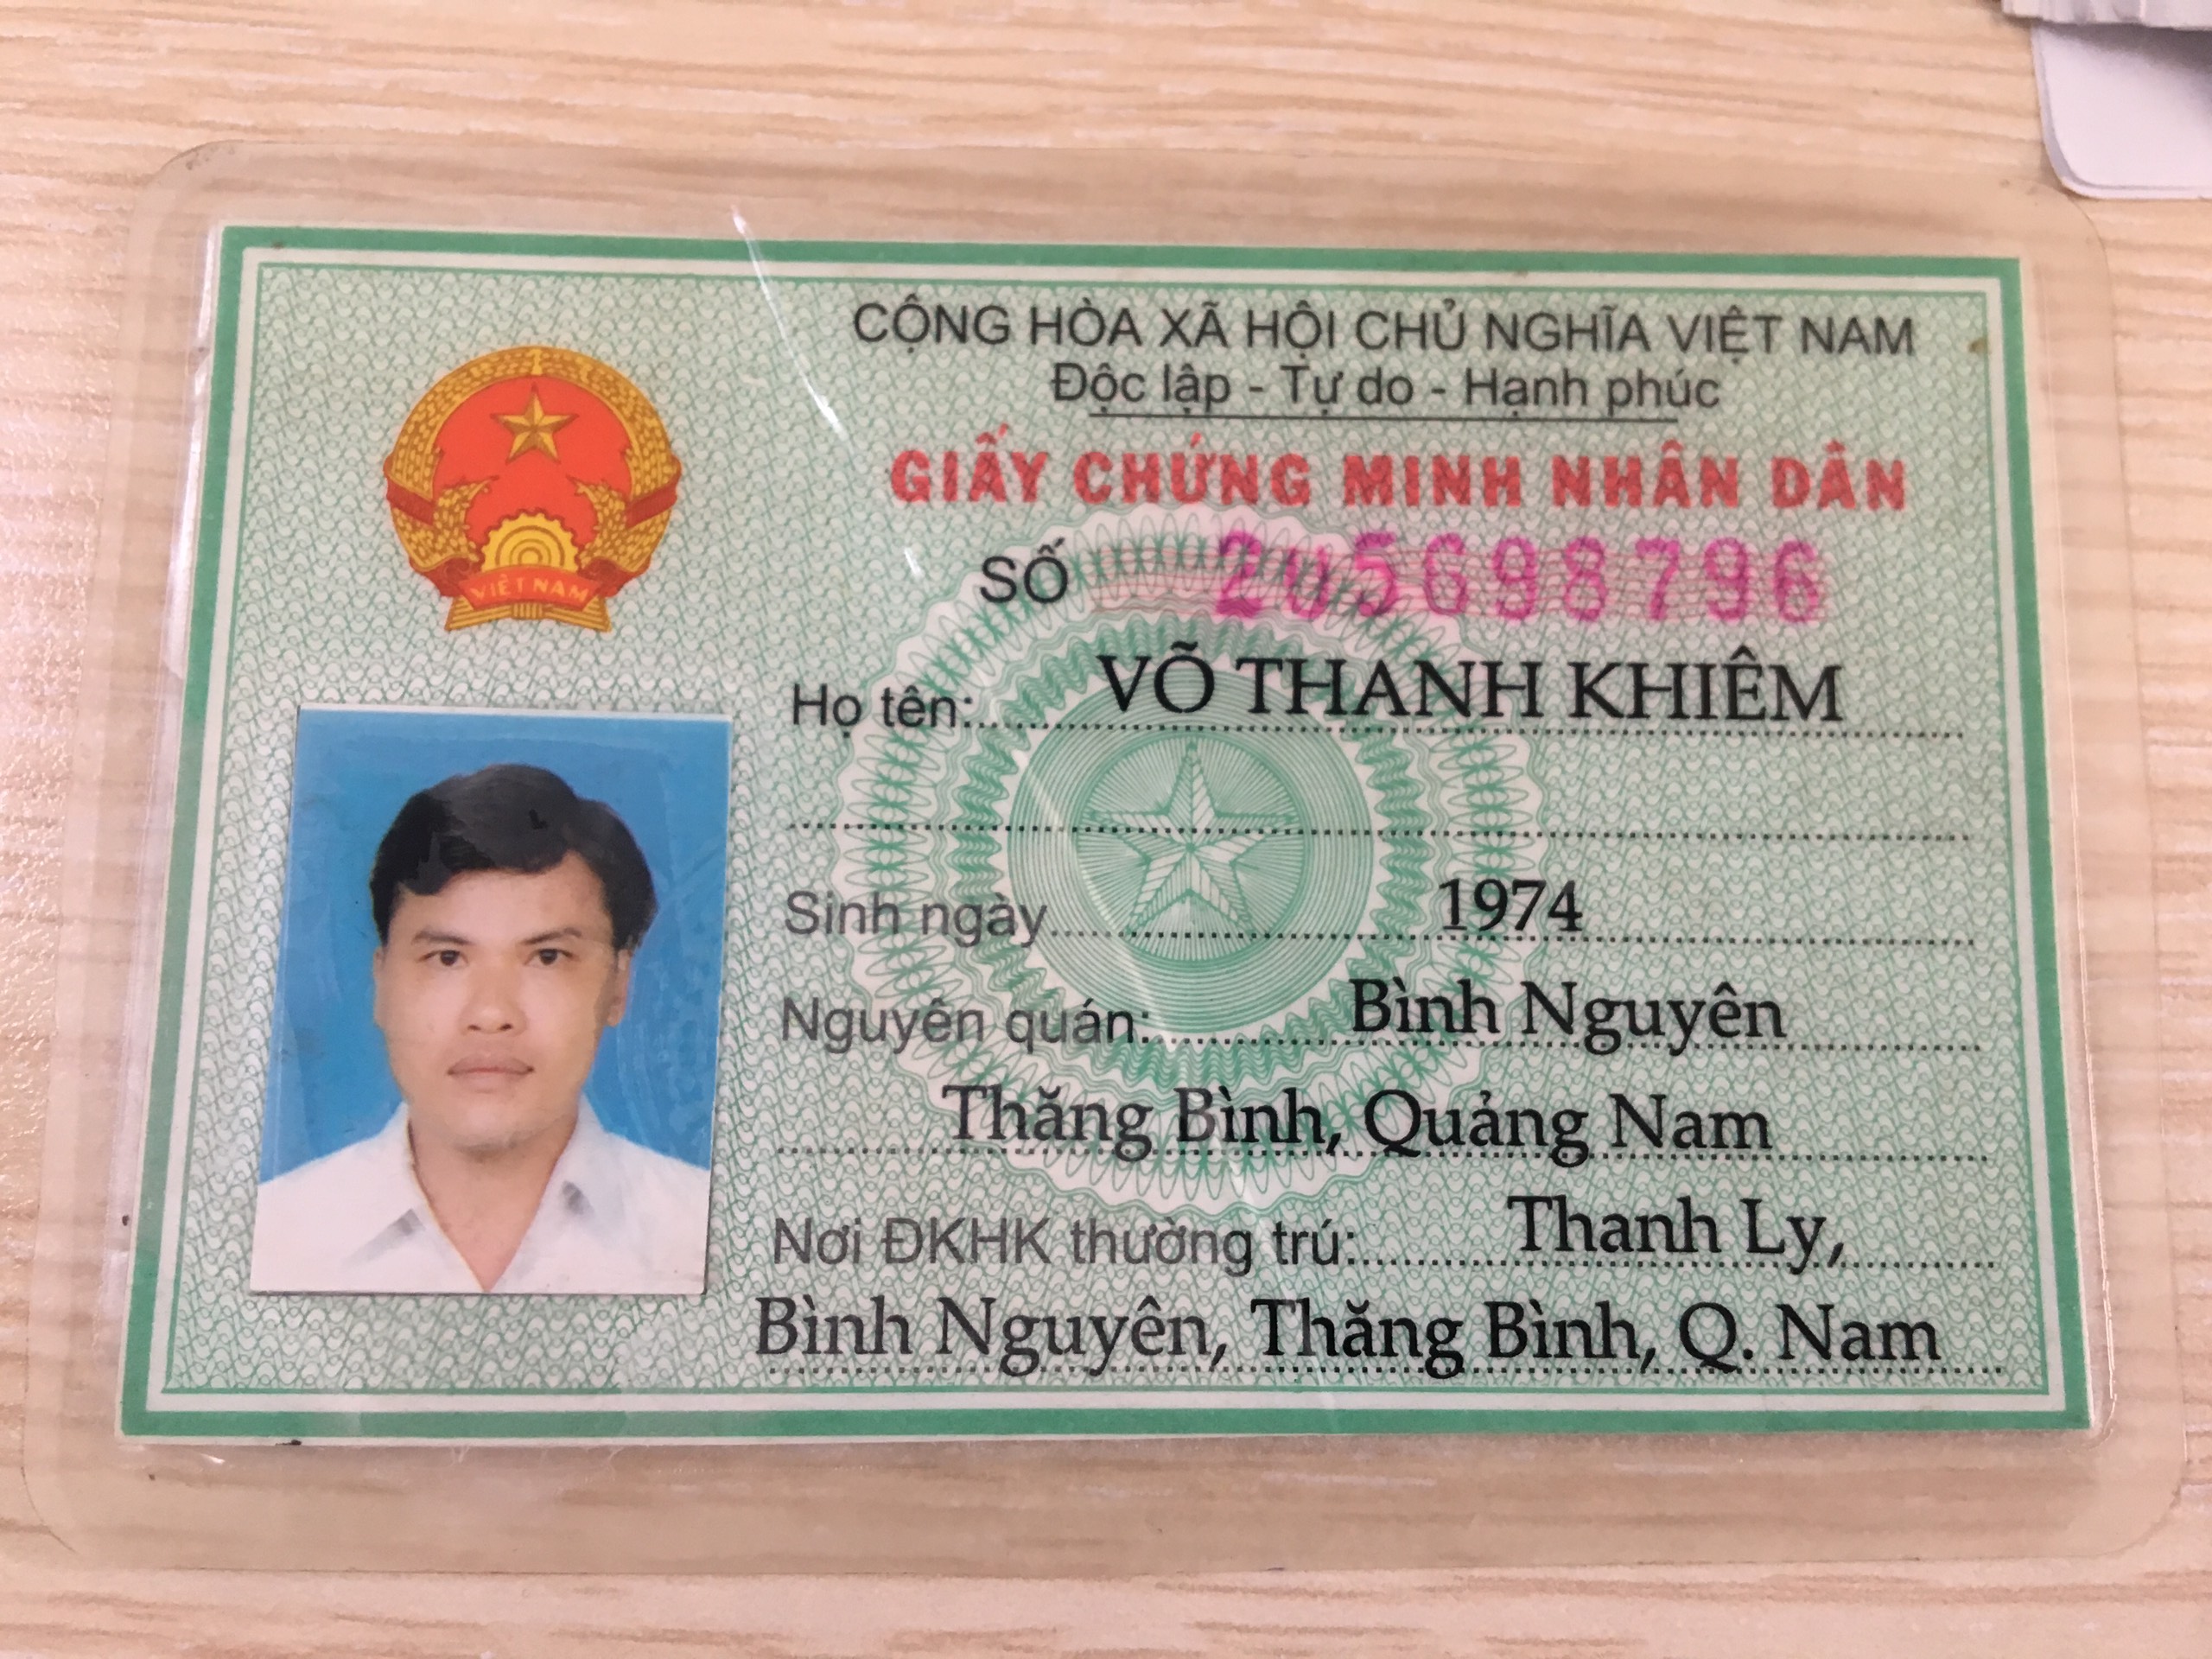 CỘNG HÒA XÃ HỘI CHỦ NGHĨA VIỆT NAM
Độc lập - Tự do - Hạnh phúc
GIẤY CHỨNG MINH NHÂN DÂN
SỐ 205698796
VIỆT NAM
Họ tên: VÕ THANH KHIÊM
Sinh ngày 1974
Nguyên quán: Bình Nguyên
Thăng Bình, Quảng Nam
Nơi ĐKHK thường trú: Thanh Ly,
Bình Nguyên, Thăng Bình, Q. Nam